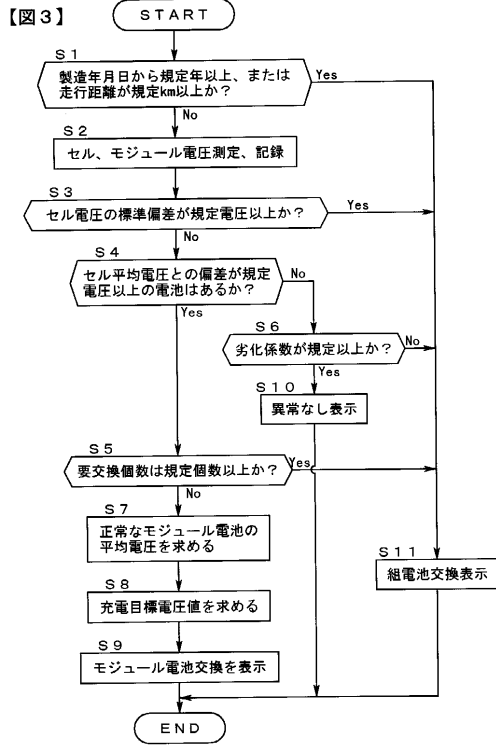 【図3】
START
S1
製造年月日から規定年以上、または
走行距離が規定km以上か？
Yes
No
S2
セル、モジュール電圧測定、記録
S3
セル電圧の標準偏差が規定電圧以上か？
Yes
No
S4
セル平均電圧との偏差が規定
電圧以上の電池はあるか？
No
Yes
S6
劣化係数が規定以上か？
No
Yes
S10
異常なし表示
S5
要交換個数は規定個数以上か？
Yes
No
S7
正常なモジュール電池の
平均電圧を求める
S11
組電池交換表示
S8
充電目標電圧値を求める
S9
モジュール電池交換を表示
END